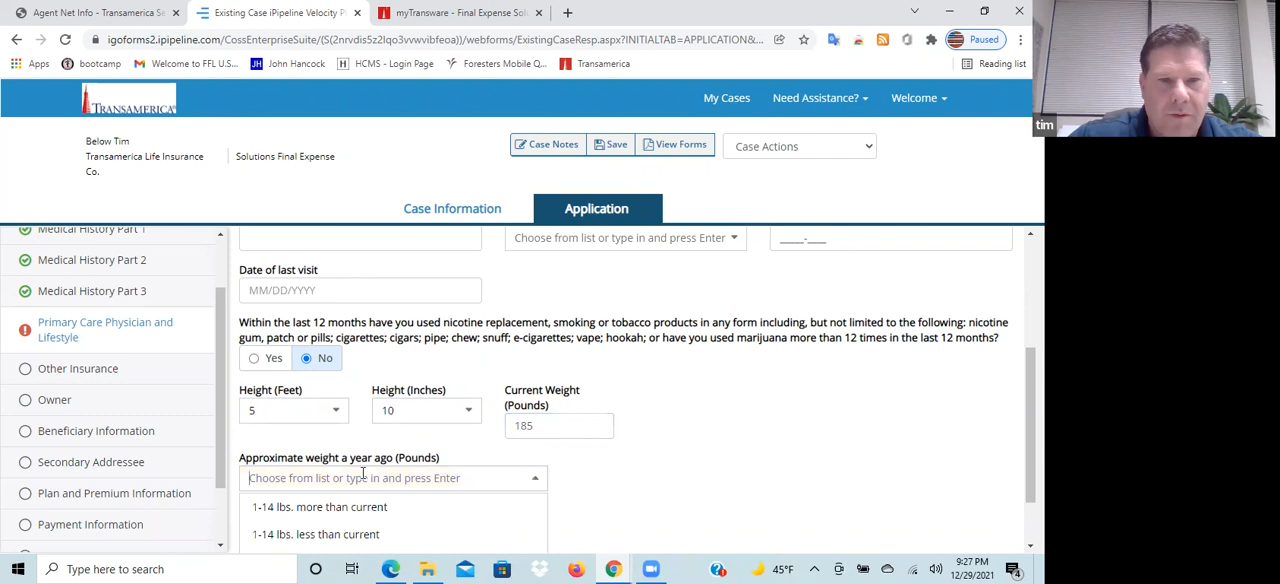 Agent Net Info - Transamerica Se
Existing Case iPipeline Velocity Pl
myTransware - Final Expense Solu
igoforms2.ipipeline.com/CossEnterpriseSuite/(S(2nrvdis5z2lqo3vwwvibfeoa))/webforms/ExistingCaseResp.aspx?INITIALTAB=APPLICATION&...
Paused
Apps
bootcamp
Welcome to FFL U.S...
JH John Hancock
H HCMS - Login Page
Foresters Mobile Q...
Transamerica
Reading list
TRANSAMERICA
My Cases
Need Assistance?
Welcome
tim
Below Tim
Transamerica Life Insurance
Co.
Solutions Final Expense
Case Notes
Save
View Forms
Case Actions
Case Information
Application
Medical History Part 1
Medical History Part 2
Medical History Part 3
Primary Care Physician and
Lifestyle
Other Insurance
Owner
Beneficiary Information
Secondary Addressee
Plan and Premium Information
Payment Information
Choose from list or type in and press Enter
_____-____
Date of last visit
MM/DD/YYYY
Within the last 12 months have you used nicotine replacement, smoking or tobacco products in any form including, but not limited to the following: nicotine
gum, patch or pills; cigarettes; cigars; pipe; chew; snuff; e-cigarettes; vape; hookah; or have you used marijuana more than 12 times in the last 12 months?
Yes
No
Height (Feet)
Height (Inches)
Current Weight
(Pounds)
5
10
185
Approximate weight a year ago (Pounds)
Choose from list or type in and press Enter
1-14 lbs. more than current
1-14 lbs. less than current
Type here to search
45°F
9:27 PM
12/29/2021
4